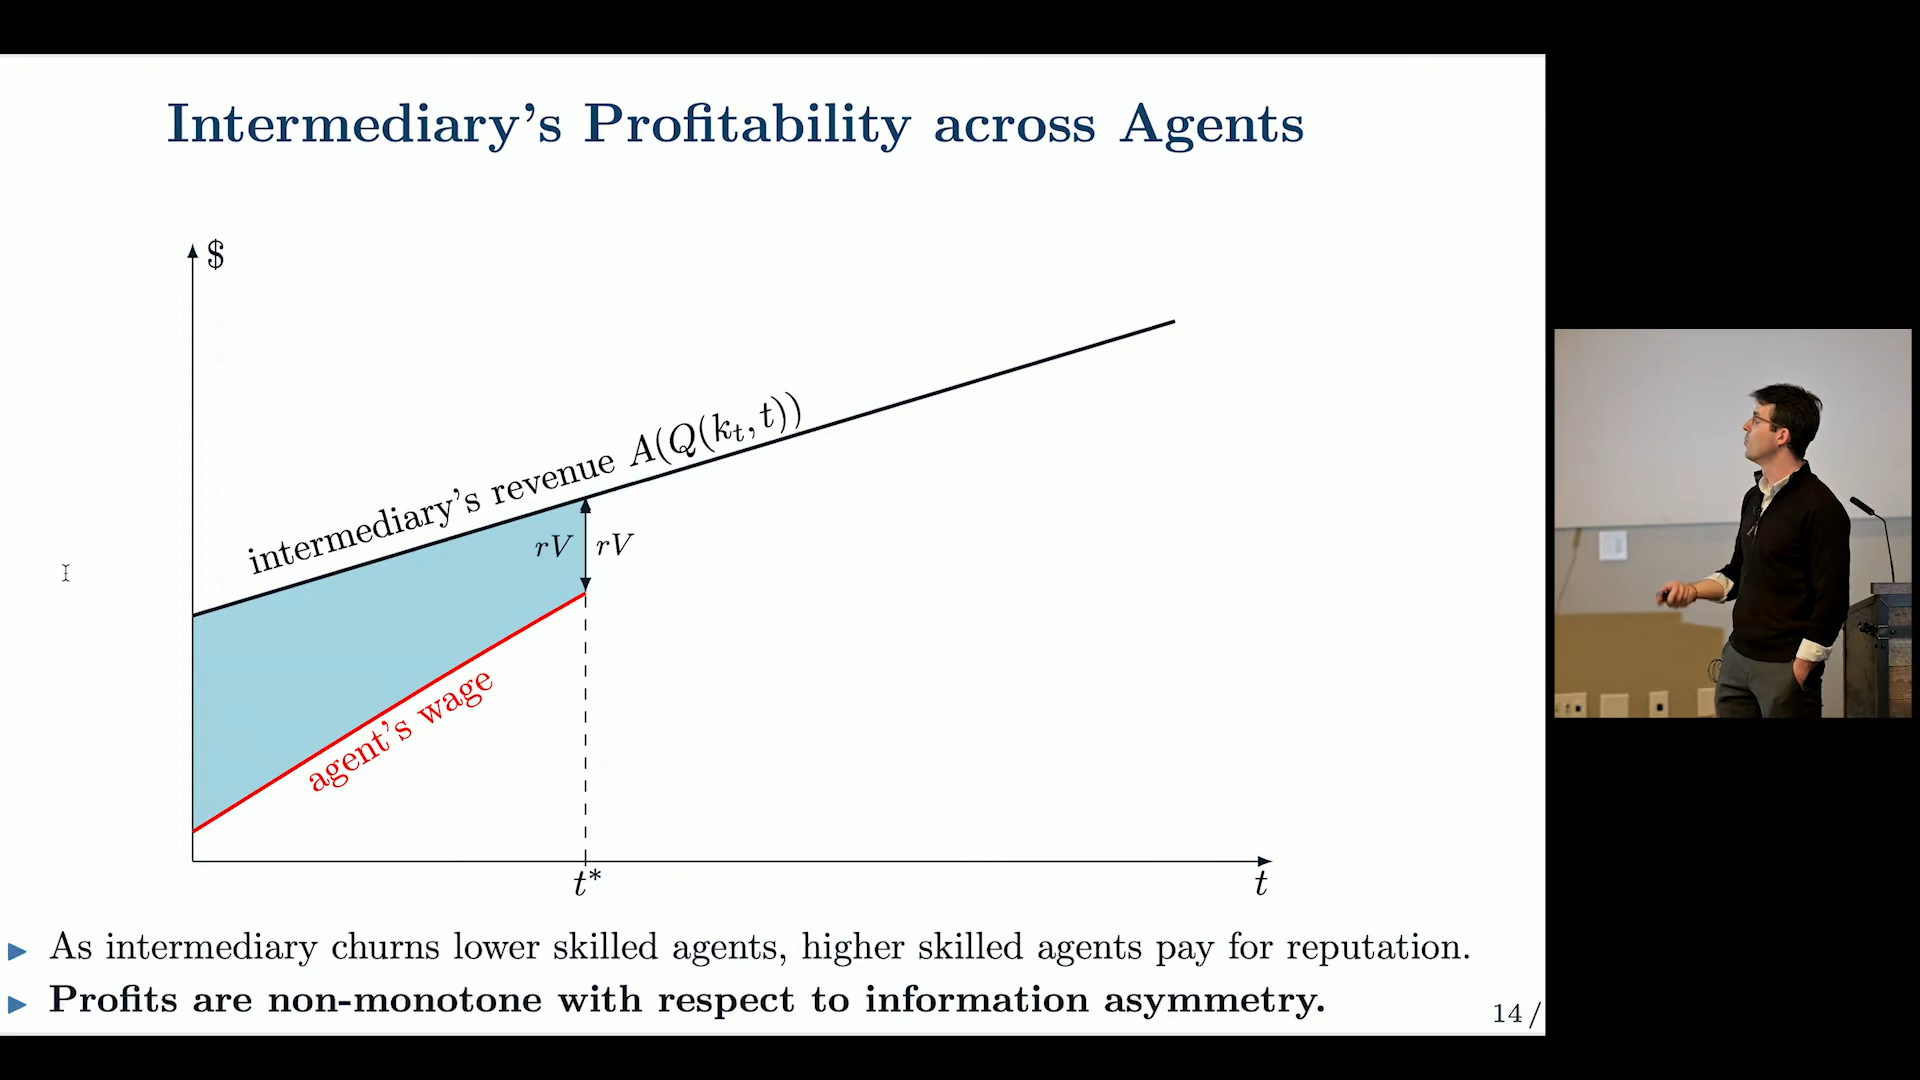 Intermediary's Profitability across Agents
$
intermediary's revenue A(Q(kₜ, t))
rV rV
agent's wage
t*
t
▶ As intermediary churns lower skilled agents, higher skilled agents pay for reputation.
▶ Profits are non-monotone with respect to information asymmetry.
14 /